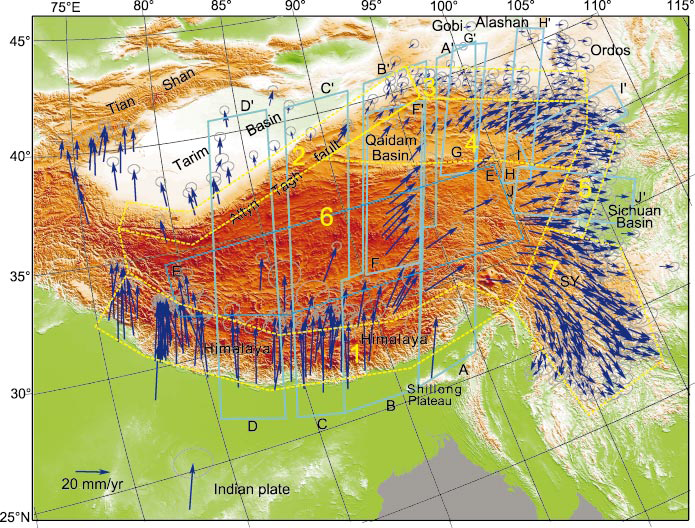 75°E
80°
85°
90°
95°
100°
105°
110°
115°
Gobi
Alashan
H'
G'
A'
45°
Ordos
Tian
Shan
B'
C'
D'
3
F'
I'
Basin
Tarim
2
Altyn
Tagh
fault
Qaidam
Basin
4
G
I
40°
E'
H
J
5
J'
Sichuan
Basin
6
E
F
7
35°
SY
Himalaya
1
Himalaya
A
30°
Shillong
Plateau
B
D
C
20 mm/yr
Indian plate
25°N